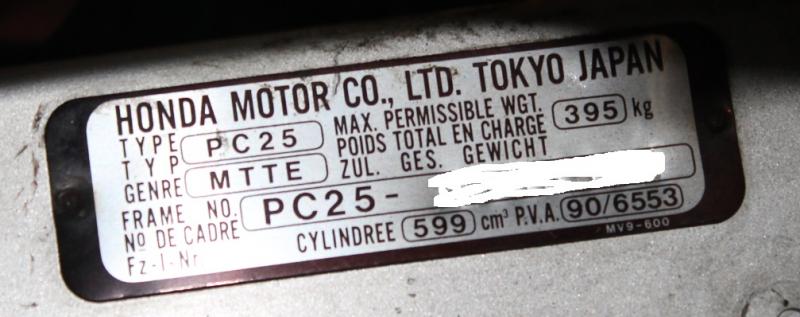 HONDA MOTOR CO., LTD. TOKYO JAPAN
TYPE PC25 MAX. PERMISSIBLE WGT. 395 kg
TYP POIDS TOTAL EN CHARGE
GENRE MTTE ZUL. GES. GEWICHT
FRAME NO. PC25-
Nº DE CADRE CYLINDREE 599 cm³ P.V.A. 90/6553
Fz-I-Nr MV9-600